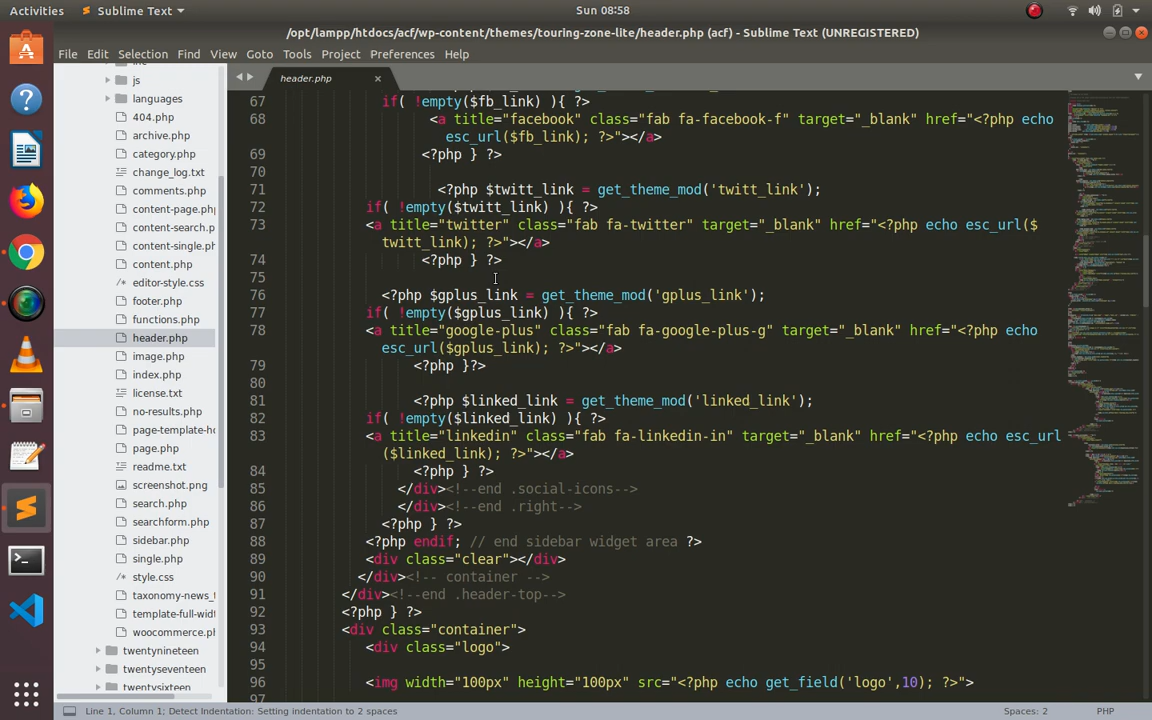 Activities Sublime Text Sun 08:58
/opt/lampp/htdocs/acf/wp-content/themes/touring-zone-lite/header.php (acf) - Sublime Text (UNREGISTERED)
File Edit Selection Find View Goto Tools Project Preferences Help
header.php
js
languages
404.php
archive.php
category.php
change_log.txt
comments.php
content-page.php
content-search.p
content-single.ph
content.php
editor-style.css
footer.php
functions.php
header.php
image.php
index.php
license.txt
no-results.php
page-template-ho
page.php
readme.txt
screenshot.png
search.php
searchform.php
sidebar.php
single.php
style.css
taxonomy-news_t
template-full-widt
woocommerce.ph
twentynineteen
twentyseventeen
twentysixteen
67 if( !empty($fb_link) ){ ?>
68 <a title="facebook" class="fab fa-facebook-f" target="_blank" href="<?php echo
esc_url($fb_link); ?>"></a>
69 <?php } ?>
70
71 <?php $twitt_link = get_theme_mod('twitt_link');
72 if( !empty($twitt_link) ){ ?>
73 <a title="twitter" class="fab fa-twitter" target="_blank" href="<?php echo esc_url($
twitt_link); ?>"></a>
74 <?php } ?>
75
76 <?php $gplus_link = get_theme_mod('gplus_link');
77 if( !empty($gplus_link) ){ ?>
78 <a title="google-plus" class="fab fa-google-plus-g" target="_blank" href="<?php echo
esc_url($gplus_link); ?>"></a>
79 <?php }?>
80
81 <?php $linked_link = get_theme_mod('linked_link');
82 if( !empty($linked_link) ){ ?>
83 <a title="linkedin" class="fab fa-linkedin-in" target="_blank" href="<?php echo esc_url
($linked_link); ?>"></a>
84 <?php } ?>
85 </div><!--end .social-icons-->
86 </div><!--end .right-->
87 <?php } ?>
88 <?php endif; // end sidebar widget area ?>
89 <div class="clear"></div>
90 </div><!-- container -->
91 </div><!--end .header-top-->
92 <?php } ?>
93 <div class="container">
94 <div class="logo">
95
96 <img width="100px" height="100px" src="<?php echo get_field('logo',10); ?>">
97
Line 1, Column 1; Detect Indentation: Setting indentation to 2 spaces Spaces: 2 PHP